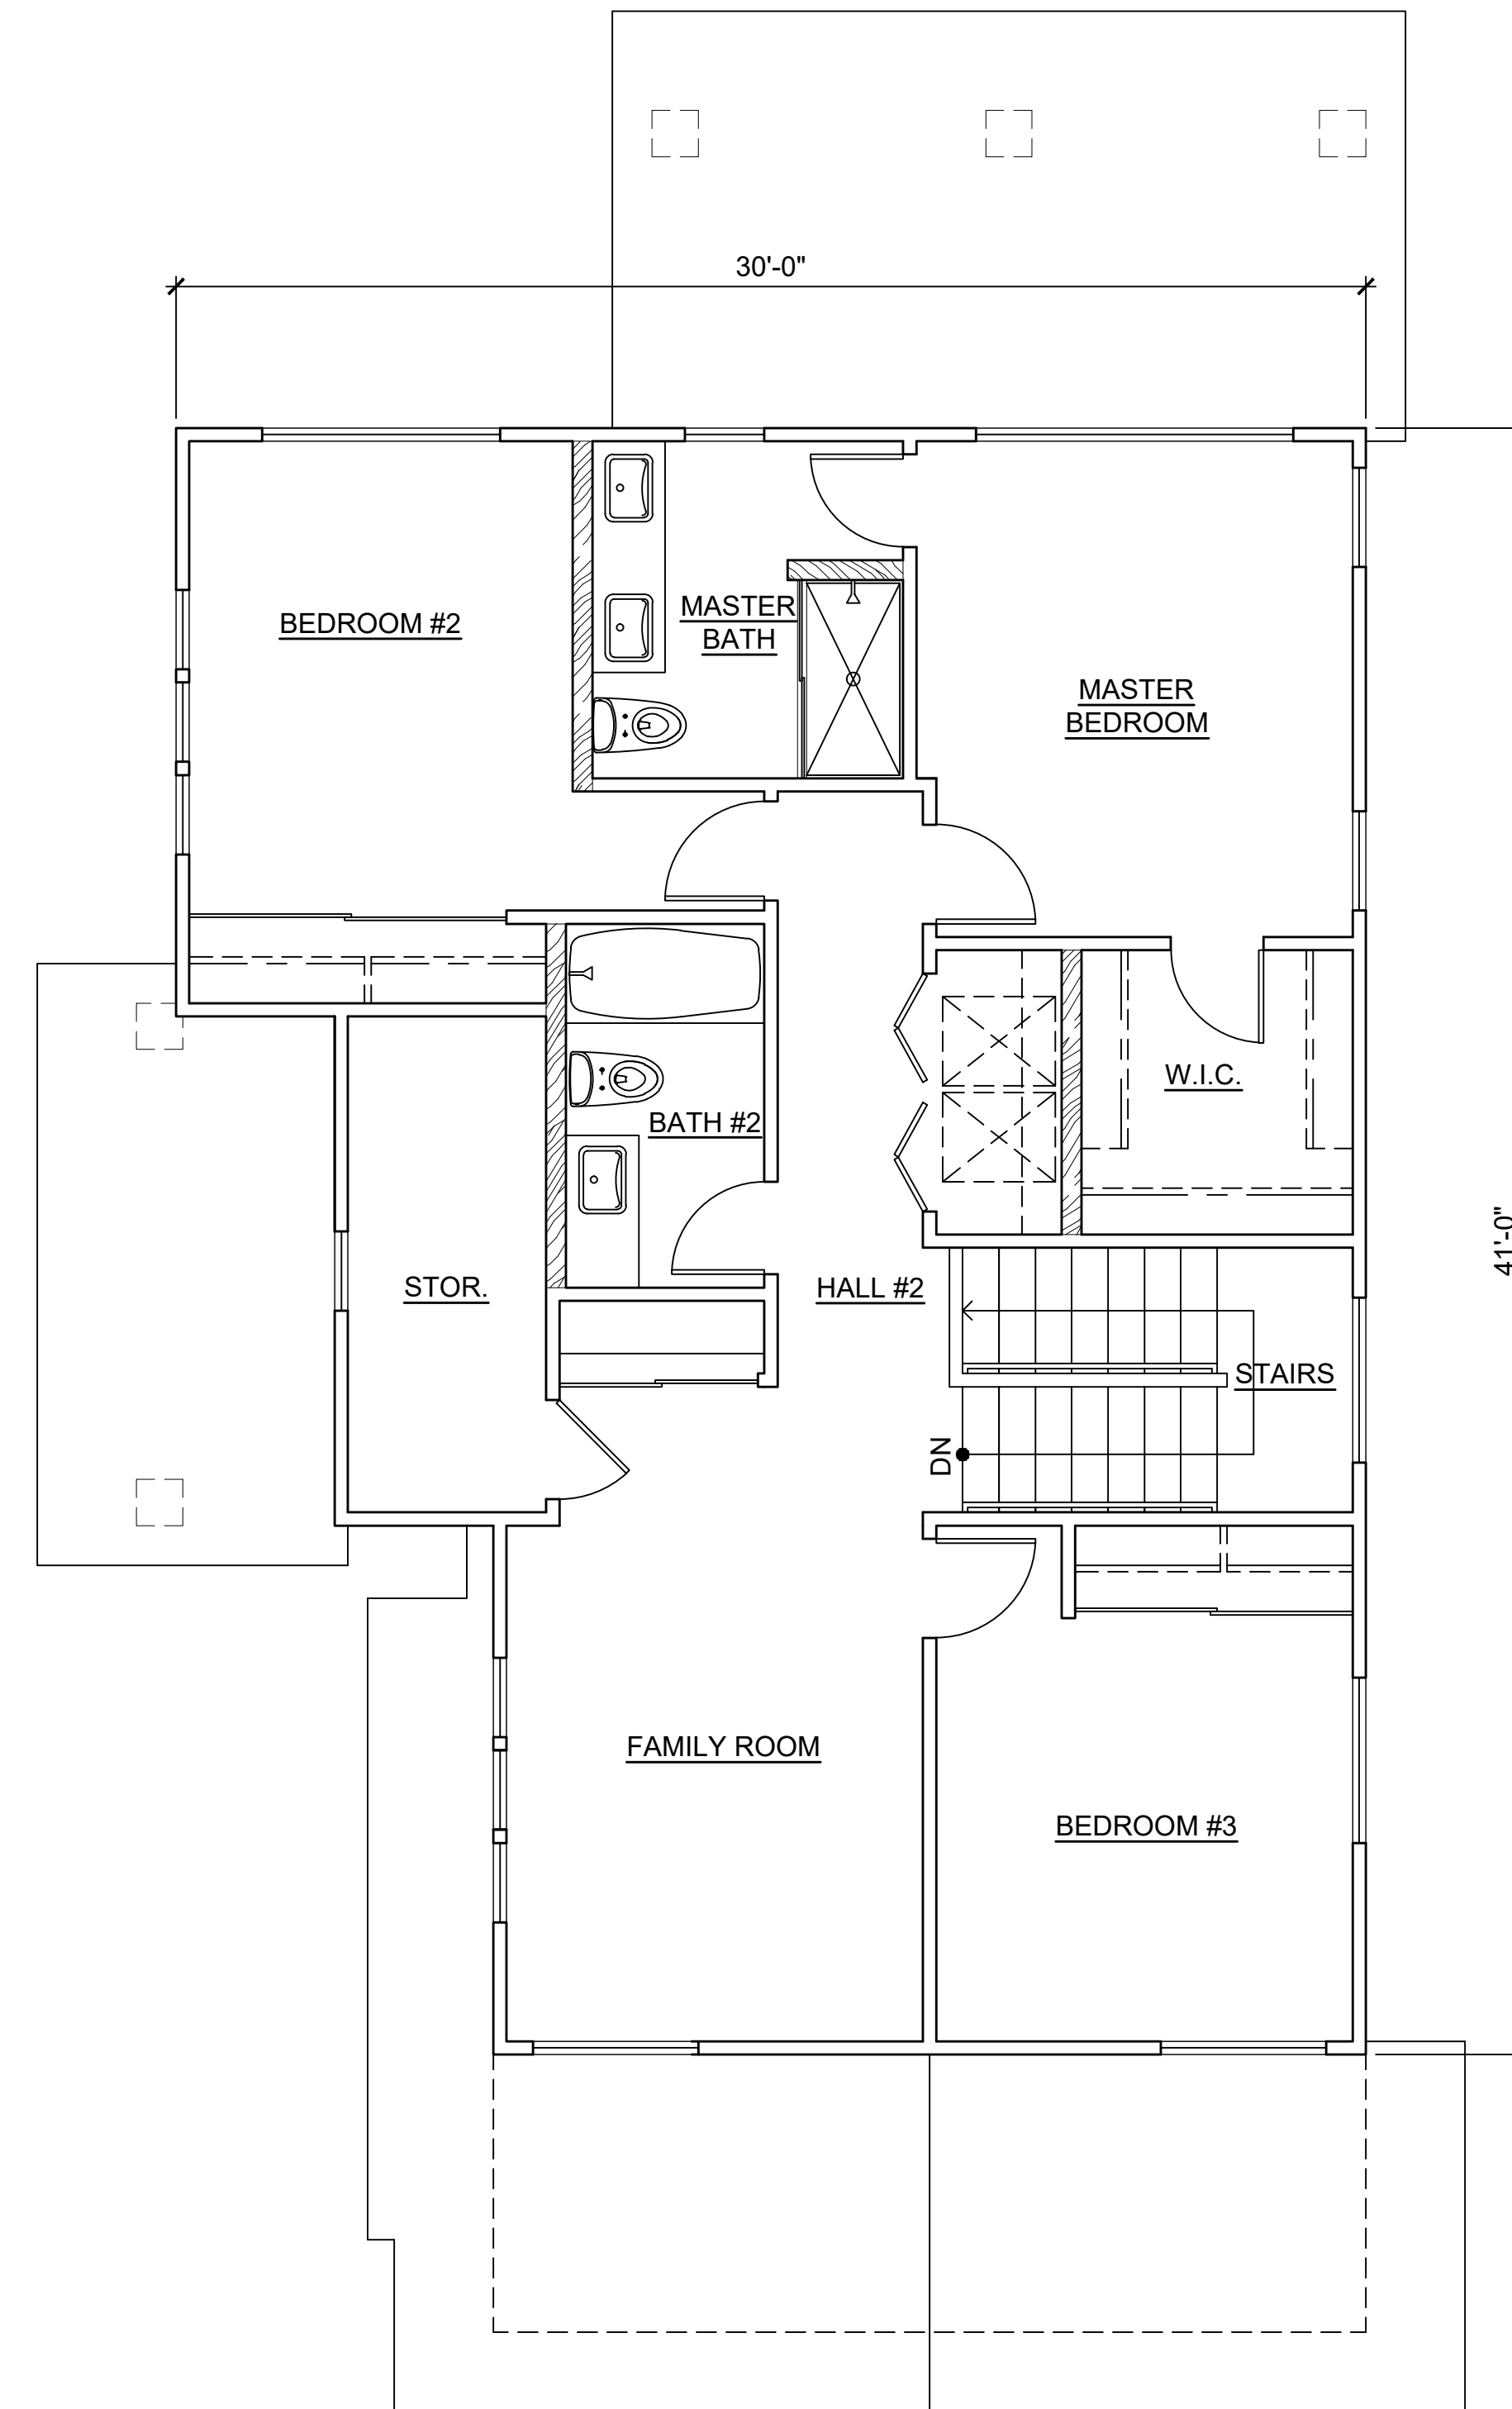 30'-0"
BEDROOM #2
MASTER
BATH
MASTER
BEDROOM
W.I.C.
BATH #2
41'-0"
STOR.
HALL #2
STAIRS
DN
FAMILY ROOM
BEDROOM #3